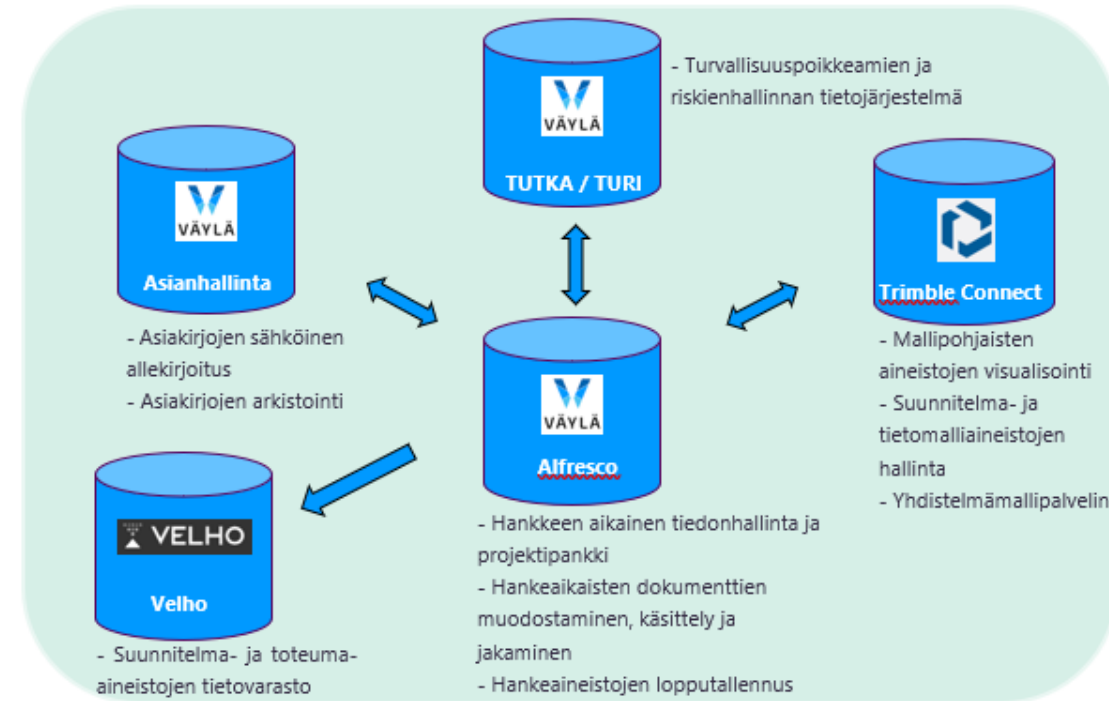 VÄYLÄ
TUTKA / TURI
- Turvallisuuspoikkeamien ja
riskienhallinnan tietojärjestelmä
VÄYLÄ
Asianhallinta
- Asiakirjojen sähköinen
allekirjoitus
- Asiakirjojen arkistointi
Trimble Connect
- Mallipohjaisten
aineistojen visualisointi
- Suunnitelma- ja
tietomalliaineistojen
hallinta
- Yhdistelmämallipalvelin
VÄYLÄ
Alfresco
- Hankkeen aikainen tiedonhallinta ja
projektipankki
- Hankeaikaisten dokumenttien
muodostaminen, käsittely ja
jakaminen
- Hankeaineistojen lopputallennus
VELHO
Velho
- Suunnitelma- ja toteuma-
aineistojen tietovarasto